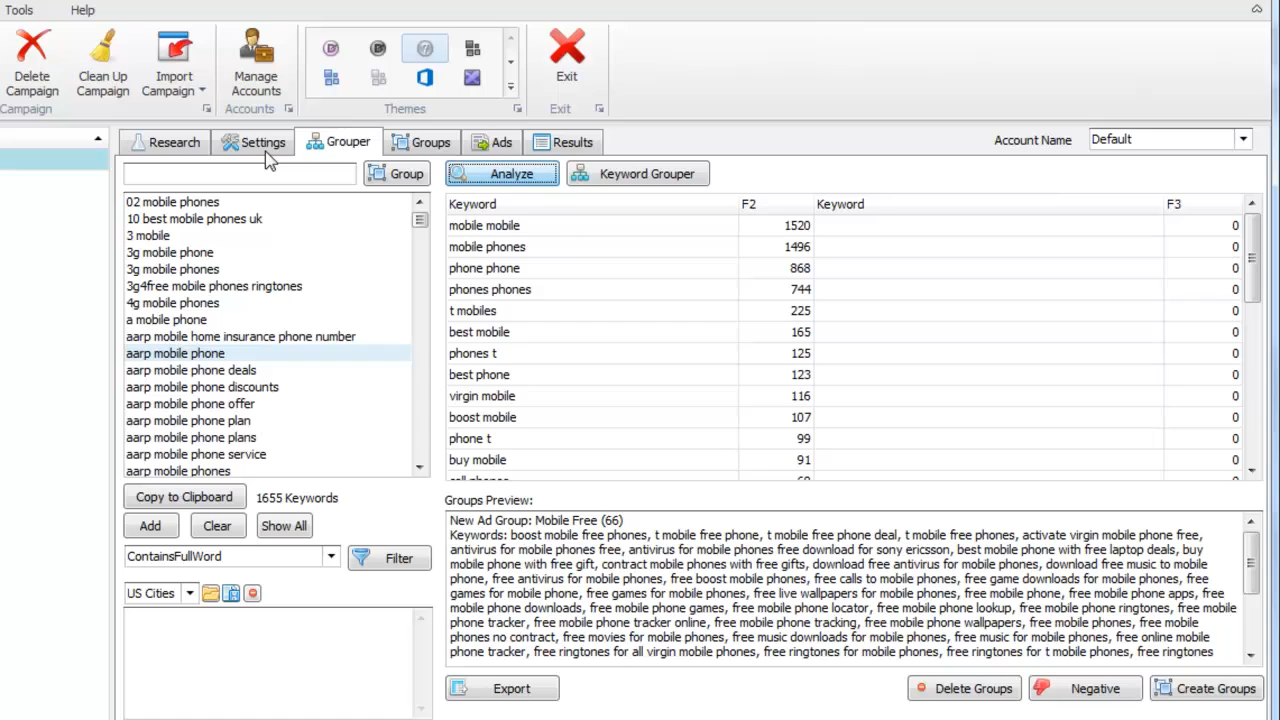 Tools Help
Delete Campaign
Clean Up Campaign
Import Campaign
Manage Accounts
Exit
Campaign Accounts Themes Exit
Research Settings Grouper Groups Ads Results Account Name Default
Group Analyze Keyword Grouper
02 mobile phones
10 best mobile phones uk
3 mobile
3g mobile phone
3g mobile phones
3g4free mobile phones ringtones
4g mobile phones
a mobile phone
aarp mobile home insurance phone number
aarp mobile phone
aarp mobile phone deals
aarp mobile phone discounts
aarp mobile phone offer
aarp mobile phone plan
aarp mobile phone plans
aarp mobile phone service
aarp mobile phones
Keyword F2 Keyword F3
mobile mobile 1520 0
mobile phones 1496 0
phone phone 868 0
phones phones 744 0
t mobiles 225 0
best mobile 165 0
phones t 125 0
best phone 123 0
virgin mobile 116 0
boost mobile 107 0
phone t 99 0
buy mobile 91 0
Copy to Clipboard 1655 Keywords
Add Clear Show All
ContainsFullWord Filter
US Cities
Groups Preview:
New Ad Group: Mobile Free (66)
Keywords: boost mobile free phones, t mobile free phone, t mobile free phone deal, t mobile free phones, activate virgin mobile phone free,
antivirus for mobile phones free, antivirus for mobile phones free download for sony ericsson, best mobile phone with free laptop deals, buy
mobile phone with free gift, contract mobile phones with free gifts, download free antivirus for mobile phones, download free music to mobile
phone, free antivirus for mobile phones, free boost mobile phones, free calls to mobile phones, free game downloads for mobile phones, free
games for mobile phone, free games for mobile phones, free live wallpapers for mobile phones, free mobile phone, free mobile phone apps, free
mobile phone downloads, free mobile phone games, free mobile phone locator, free mobile phone lookup, free mobile phone ringtones, free mobile
phone tracker, free mobile phone tracker online, free mobile phone tracking, free mobile phone wallpapers, free mobile phones, free mobile
phones no contract, free movies for mobile phones, free music downloads for mobile phones, free music for mobile phones, free online mobile
phone tracker, free ringtones for all virgin mobile phones, free ringtones for mobile phones, free ringtones for t mobile phones, free ringtones
Export Delete Groups Negative Create Groups